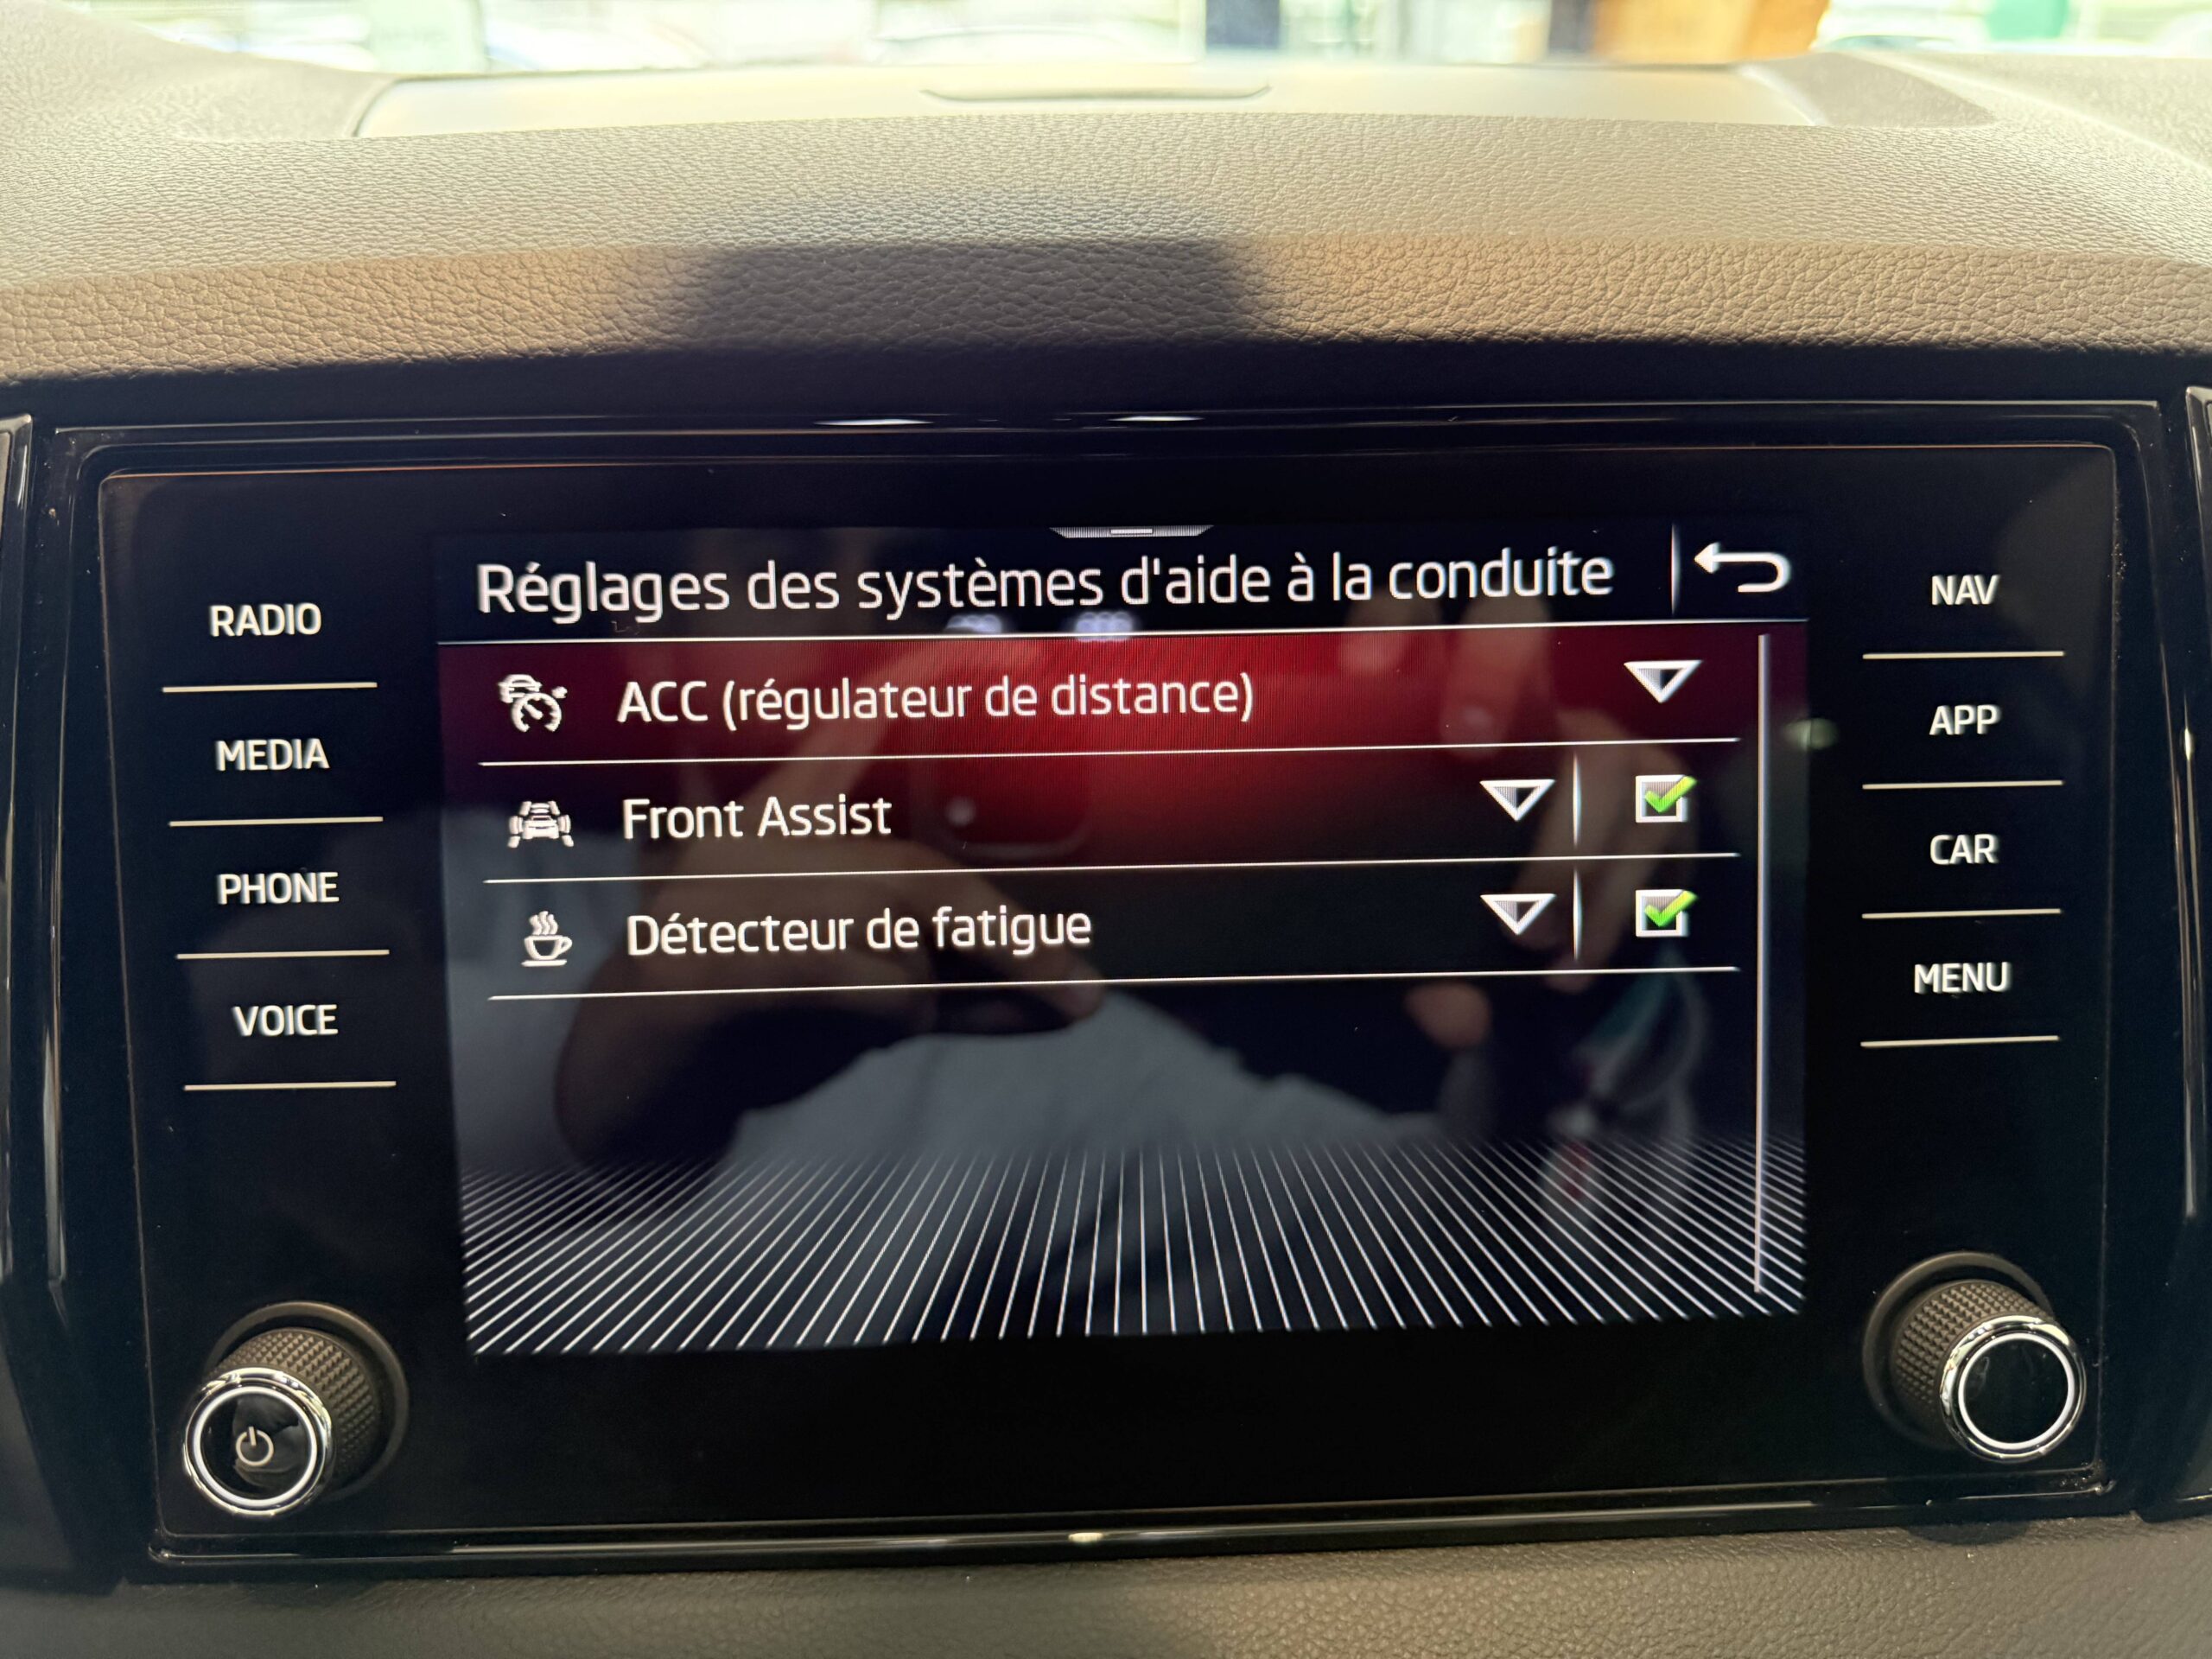 Réglages des systèmes d'aide à la conduite
ACC (régulateur de distance)
Front Assist
Détecteur de fatigue
RADIO
MEDIA
PHONE
VOICE
NAV
APP
CAR
MENU